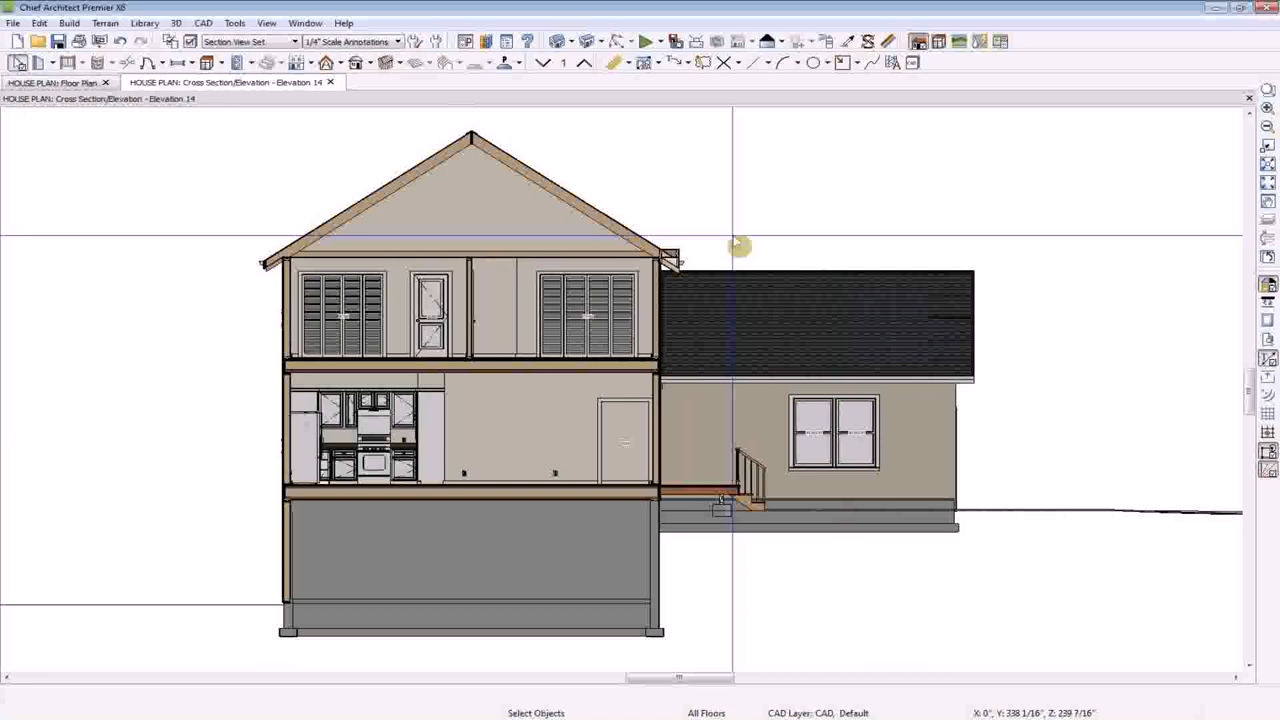 Chief Architect Premier X6
File Edit Build Terrain Library 3D CAD Tools View Window Help
Section View Set 1/4" Scale Annotations
1
HOUSE PLAN: Floor Plan HOUSE PLAN: Cross Section/Elevation - Elevation 14
HOUSE PLAN: Cross Section/Elevation - Elevation 14
Select Objects All Floors CAD Layer: CAD, Default X: 0", Y: 338 1/16", Z: 239 7/16"